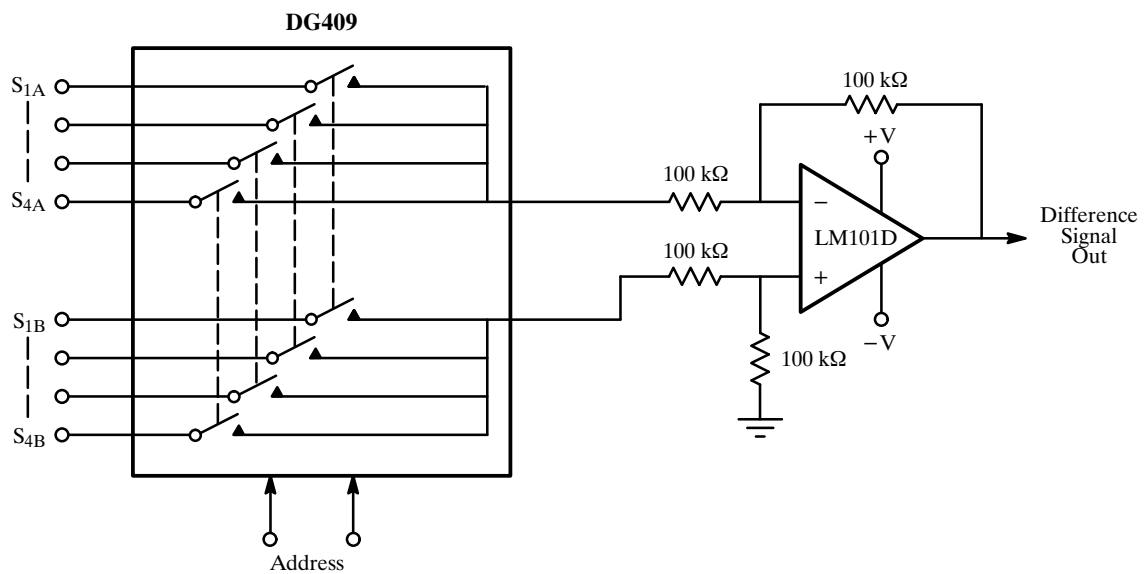 DG409
S1A
S4A
S1B
S4B
Address
100 kΩ
100 kΩ
100 kΩ
100 kΩ
+V
−
LM101D
+
−V
Difference
Signal
Out